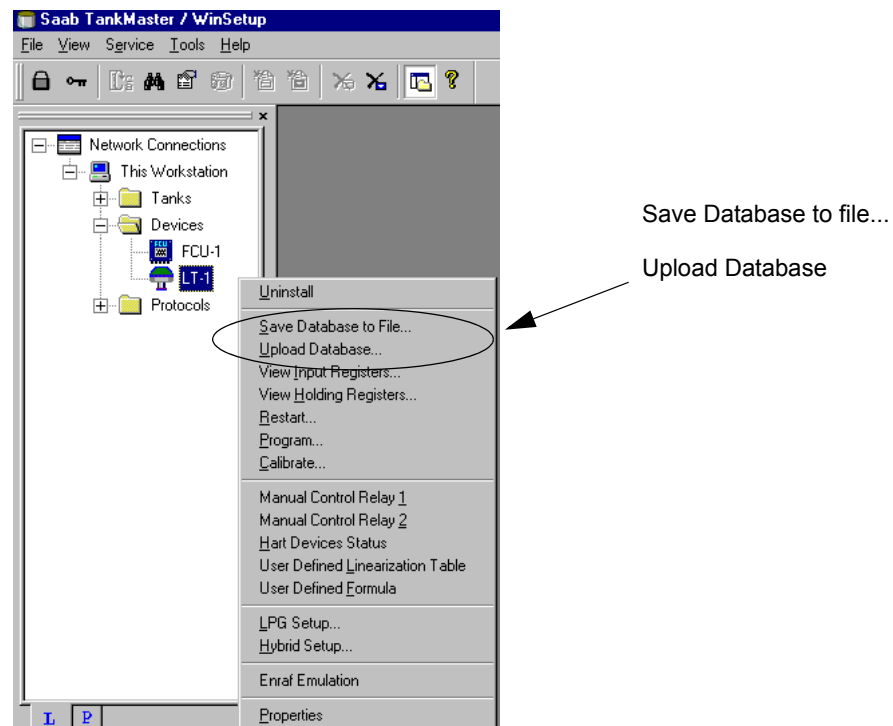 Saab TankMaster / WinSetup
File View Service Tools Help
Network Connections
This Workstation
Tanks
Devices
FCU
FCU-1
LT-1
Protocols
Uninstall
Save Database to File...
Upload Database...
View Input Registers...
View Holding Registers...
Restart...
Program...
Calibrate...
Manual Control Relay 1
Manual Control Relay 2
Hart Devices Status
User Defined Linearization Table
User Defined Formula
LPG Setup...
Hybrid Setup...
Enraf Emulation
Properties
L P
Save Database to file...
Upload Database